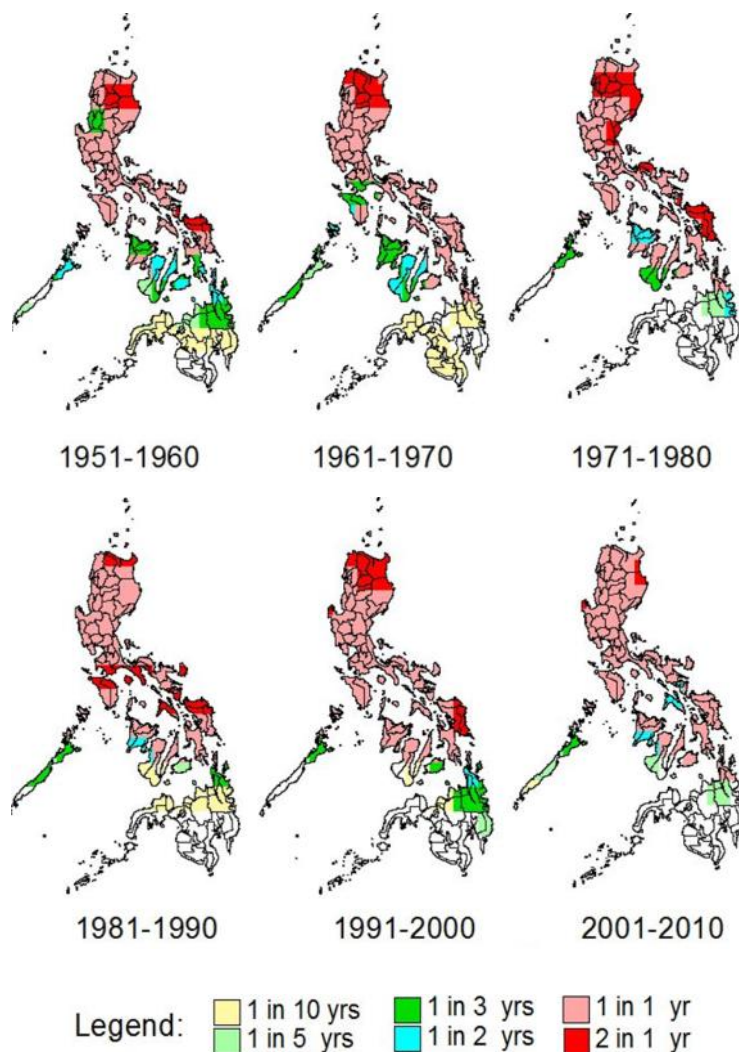 1951-1960 1961-1970 1971-1980
1981-1990 1991-2000 2001-2010
Legend: 1 in 10 yrs 1 in 3 yrs 1 in 1 yr
1 in 5 yrs 1 in 2 yrs 2 in 1 yr